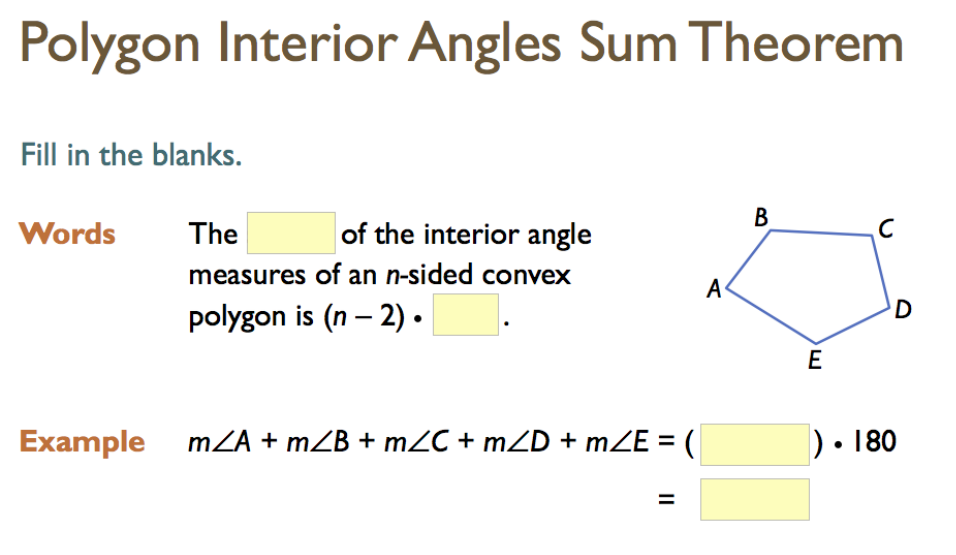 Polygon Interior Angles Sum Theorem
Fill in the blanks.
Words
The of the interior angle
measures of an n-sided convex
polygon is (n – 2) • .
B
C
A
D
E
Example
m∠A + m∠B + m∠C + m∠D + m∠E = ( ) • 180
=